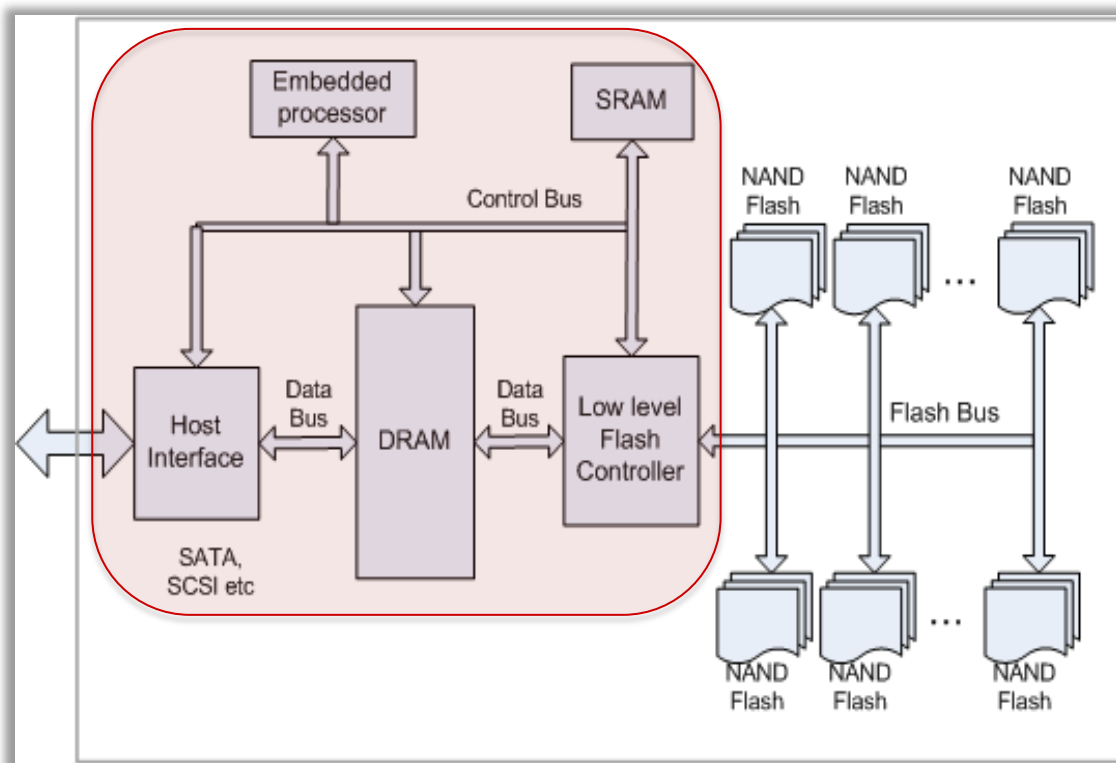 Embedded
processor
SRAM
Control Bus
NAND
Flash
NAND
Flash
NAND
Flash
...
Host
Interface
Data
Bus
DRAM
Data
Bus
Low level
Flash
Controller
Flash Bus
SATA,
SCSI etc
...
NAND
Flash
NAND
Flash
NAND
Flash